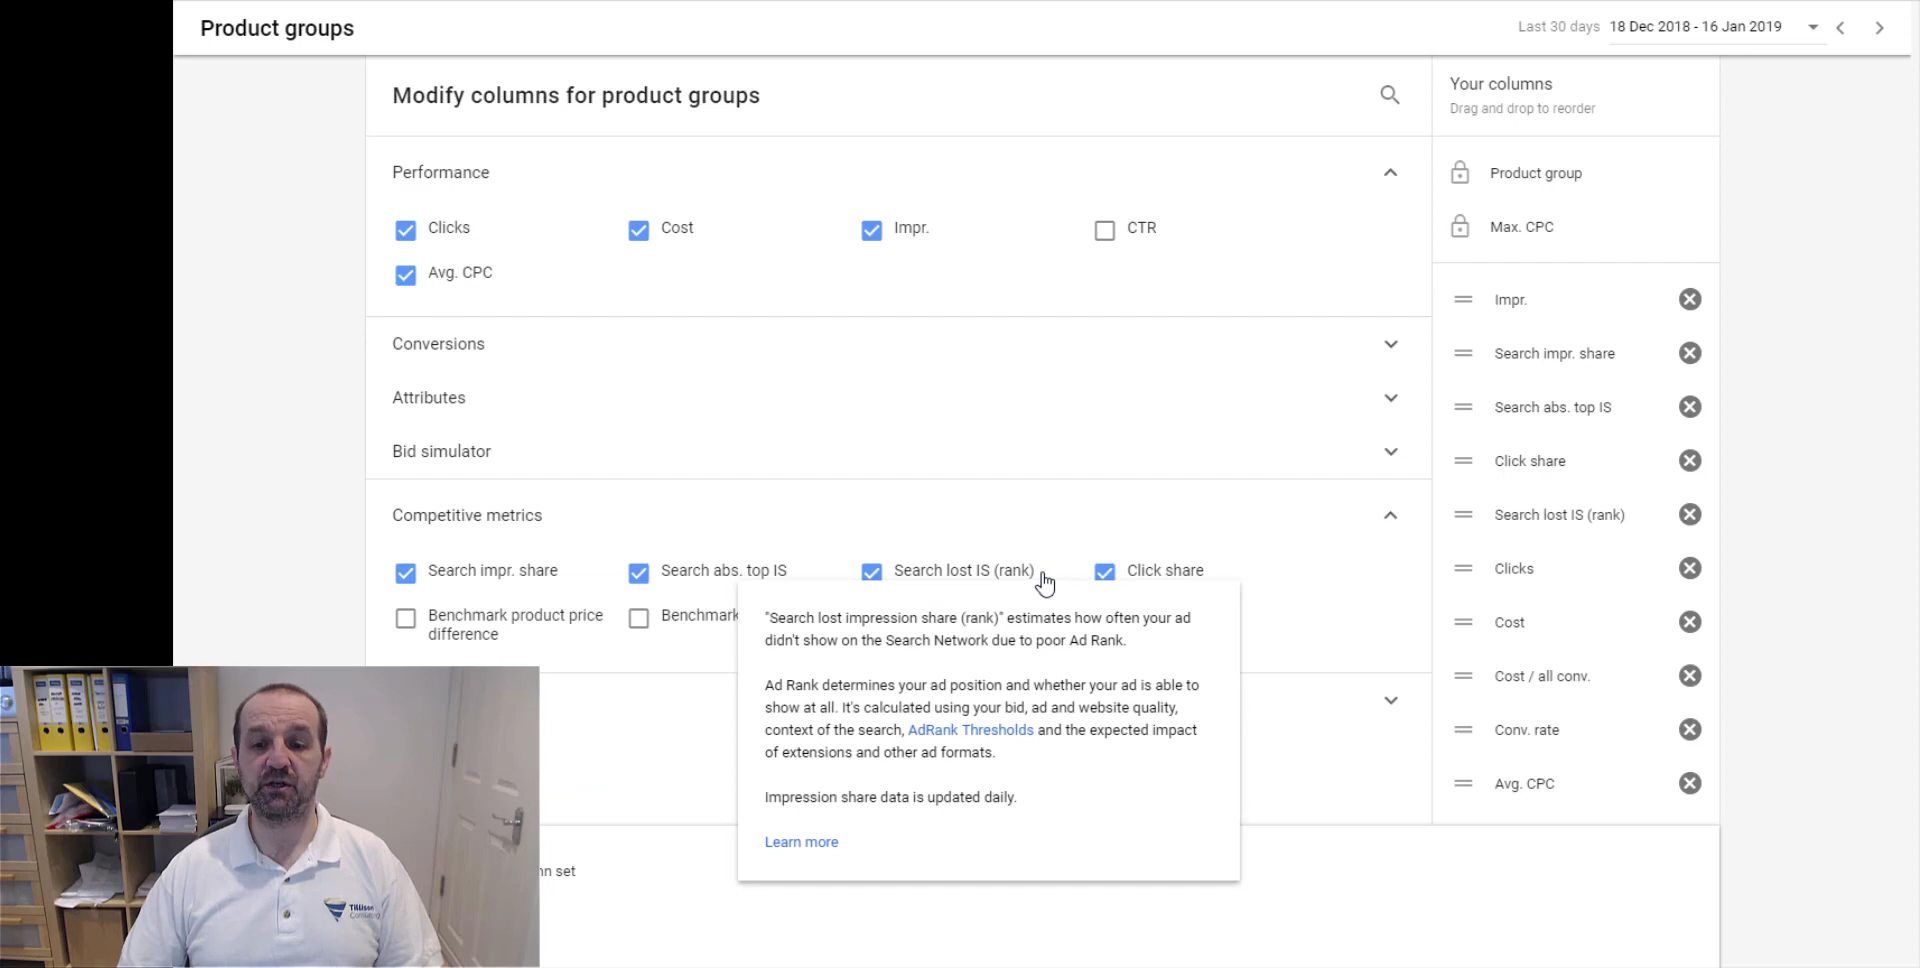 Product groups
Last 30 days 18 Dec 2018 - 16 Jan 2019
Modify columns for product groups
Performance
Clicks
Cost
Impr.
CTR
Avg. CPC
Conversions
Attributes
Bid simulator
Competitive metrics
Search impr. share
Search abs. top IS
Search lost IS (rank)
Click share
Benchmark product price
difference
Benchmark
"Search lost impression share (rank)" estimates how often your ad
didn't show on the Search Network due to poor Ad Rank.
Ad Rank determines your ad position and whether your ad is able to
show at all. It's calculated using your bid, ad and website quality,
context of the search, AdRank Thresholds and the expected impact
of extensions and other ad formats.
Impression share data is updated daily.
Learn more
set
Your columns
Drag and drop to reorder
Product group
Max. CPC
Impr.
Search impr. share
Search abs. top IS
Click share
Search lost IS (rank)
Clicks
Cost
Cost / all conv.
Conv. rate
Avg. CPC
Tillison
Consulting